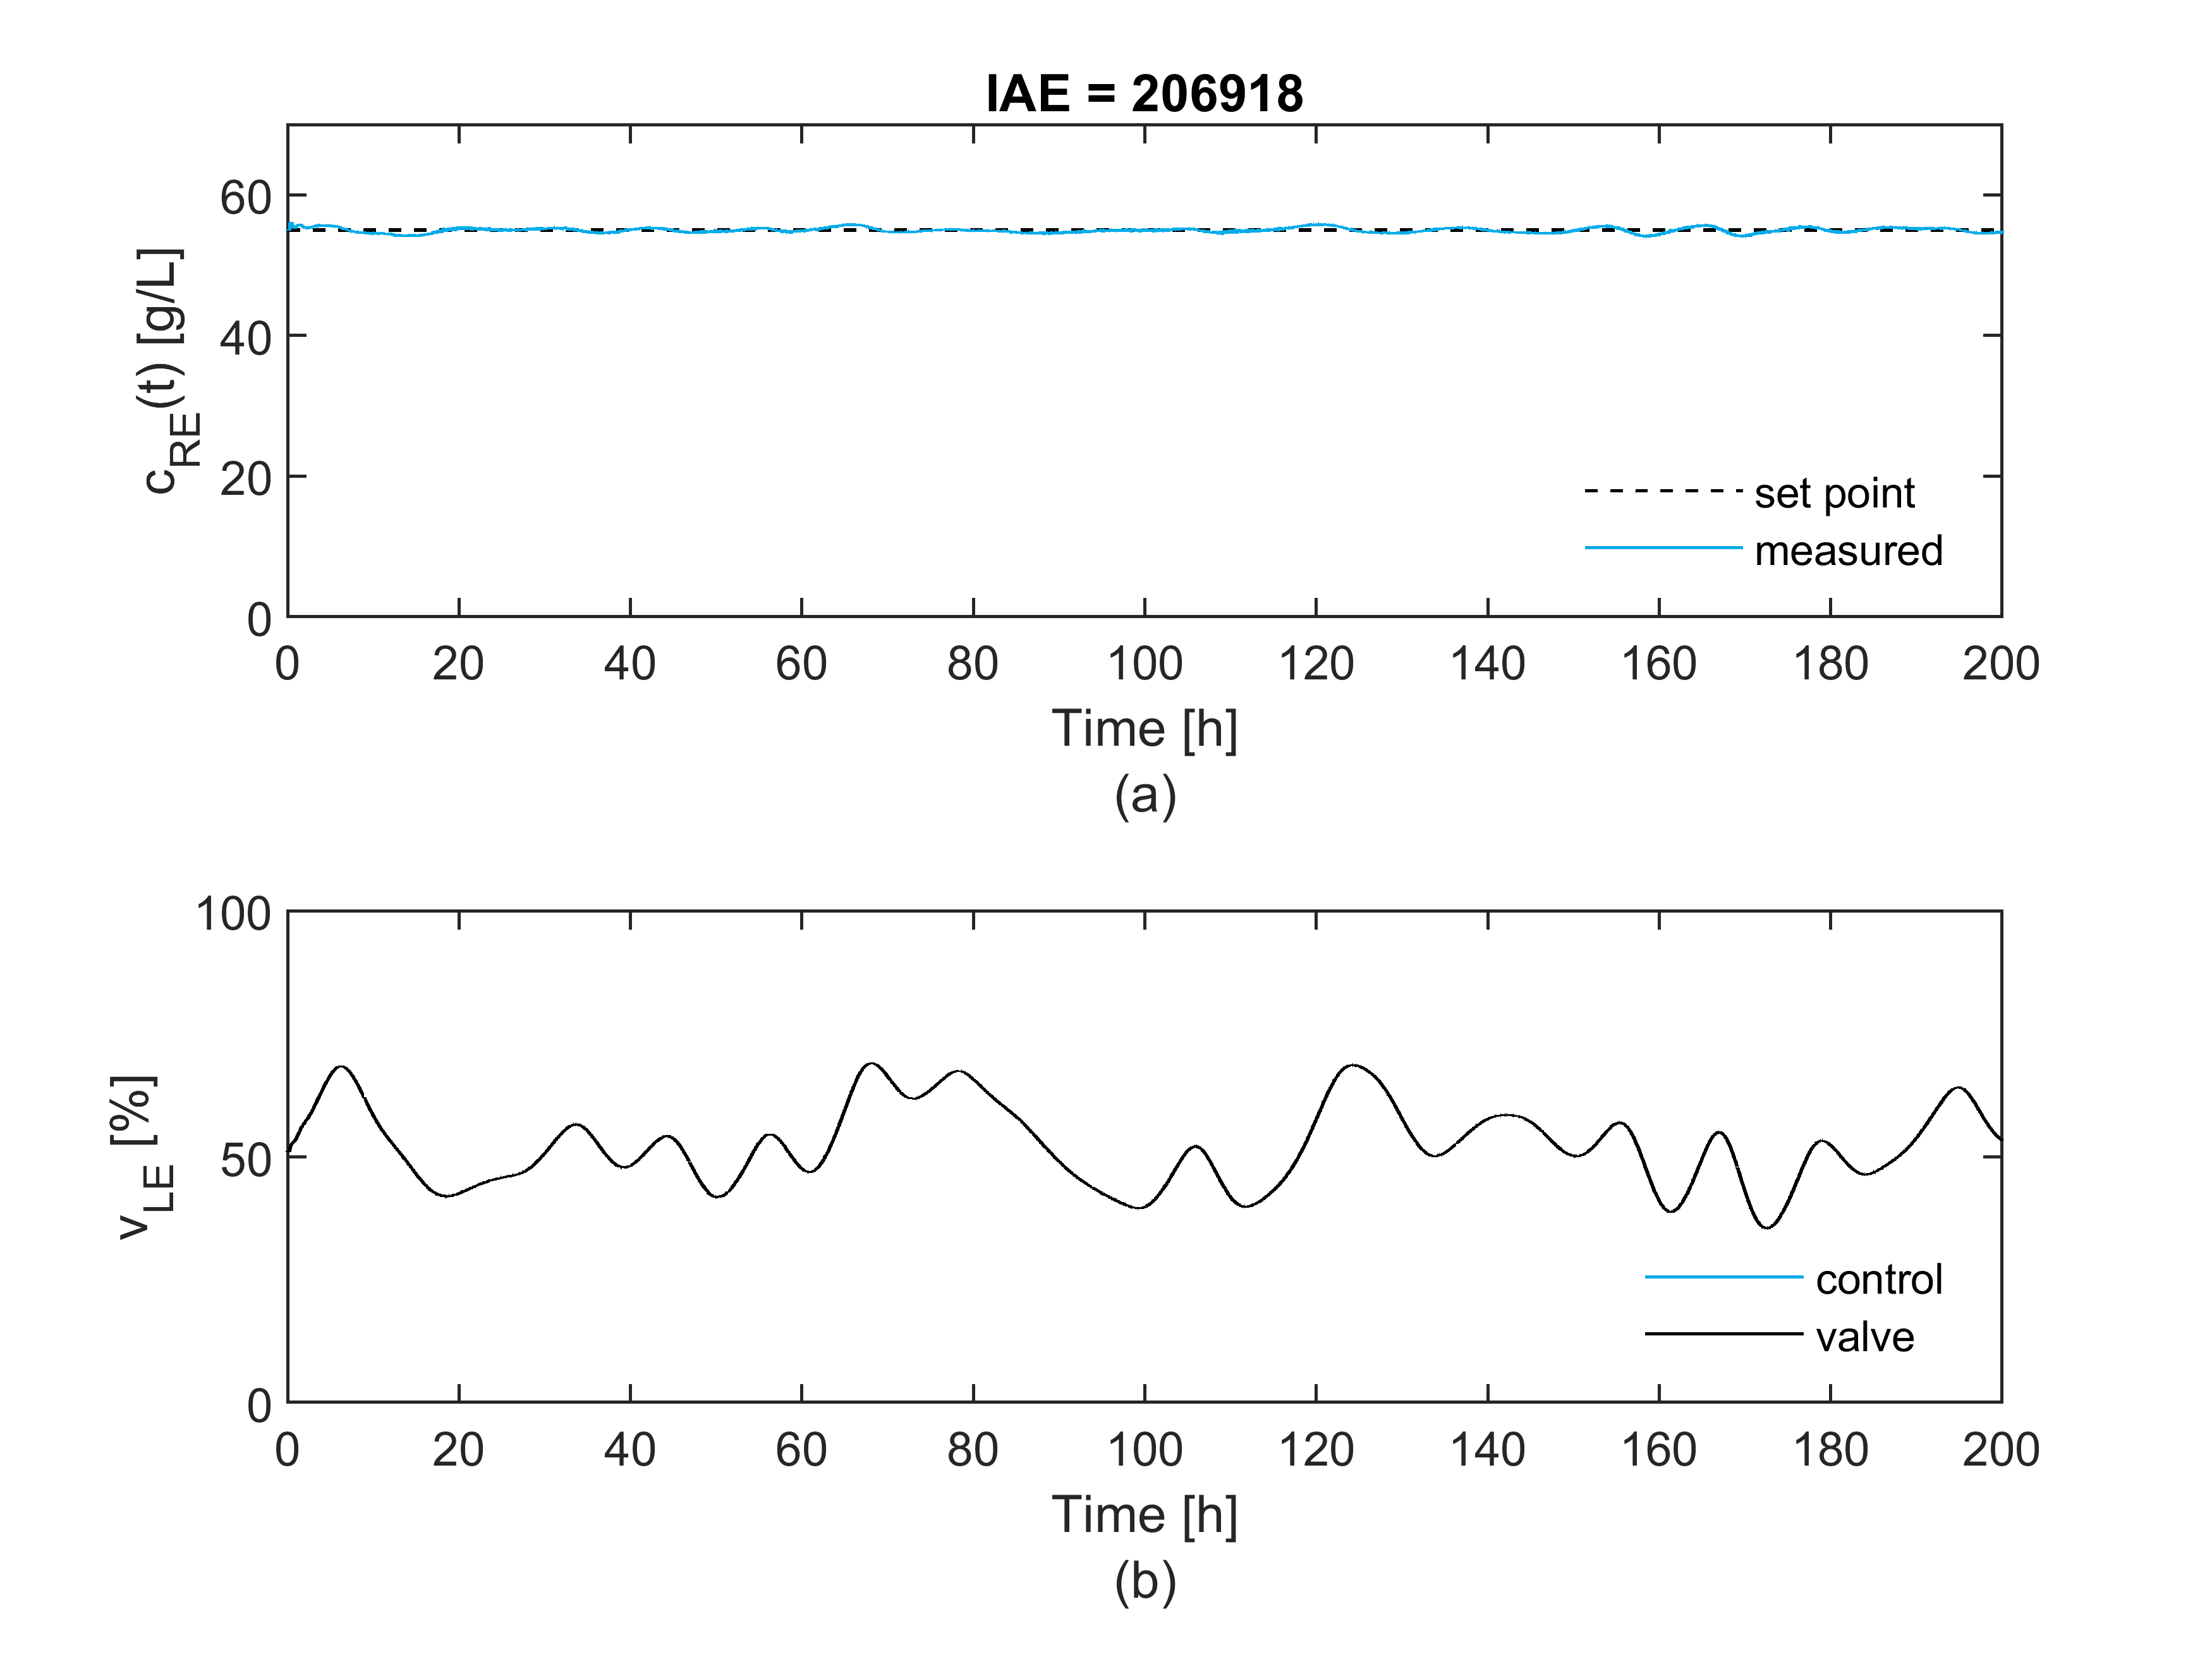 IAE = 206918
60
40
20
0
c_RE(t) [g/L]
set point
measured
0 20 40 60 80 100 120 140 160 180 200
Time [h]
(a)
100
50
0
v_LE [%]
control
valve
0 20 40 60 80 100 120 140 160 180 200
Time [h]
(b)